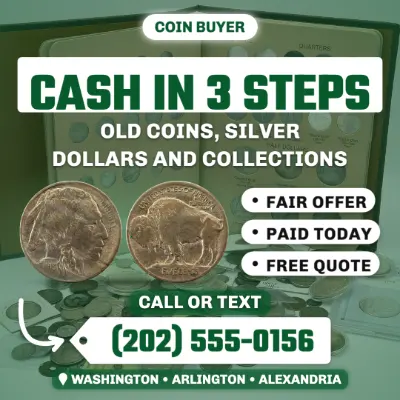 COIN BUYER
QUARTERS
CASH IN 3 STEPS
OLD COINS, SILVER
DOLLARS AND COLLECTIONS
• FAIR OFFER
• PAID TODAY
• FREE QUOTE
CALL OR TEXT
(202) 555-0156
WASHINGTON • ARLINGTON • ALEXANDRIA